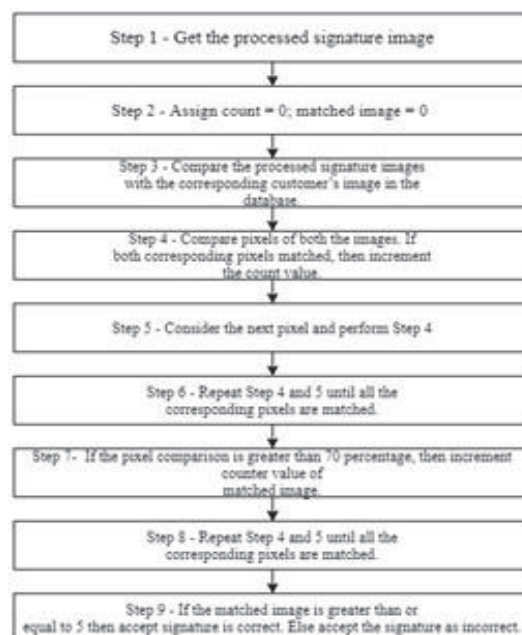 Step 1 - Get the processed signature image
Step 2 - Assign count = 0; matched image = 0
Step 3 - Compare the processed signature images
with the corresponding customer's image in the
database.
Step 4 - Compare pixels of both the images. If
both corresponding pixels matched, then increment
the count value.
Step 5 - Consider the next pixel and perform Step 4
Step 6 - Repeat Step 4 and 5 until all the
corresponding pixels are matched.
Step 7- If the pixel comparison is greater than 70 percentage, then increment
counter value of
matched image.
Step 8 - Repeat Step 4 and 5 until all the
corresponding pixels are matched.
Step 9 - If the matched image is greater than or
equal to 5 then accept signature is correct. Else accept the signature as incorrect.